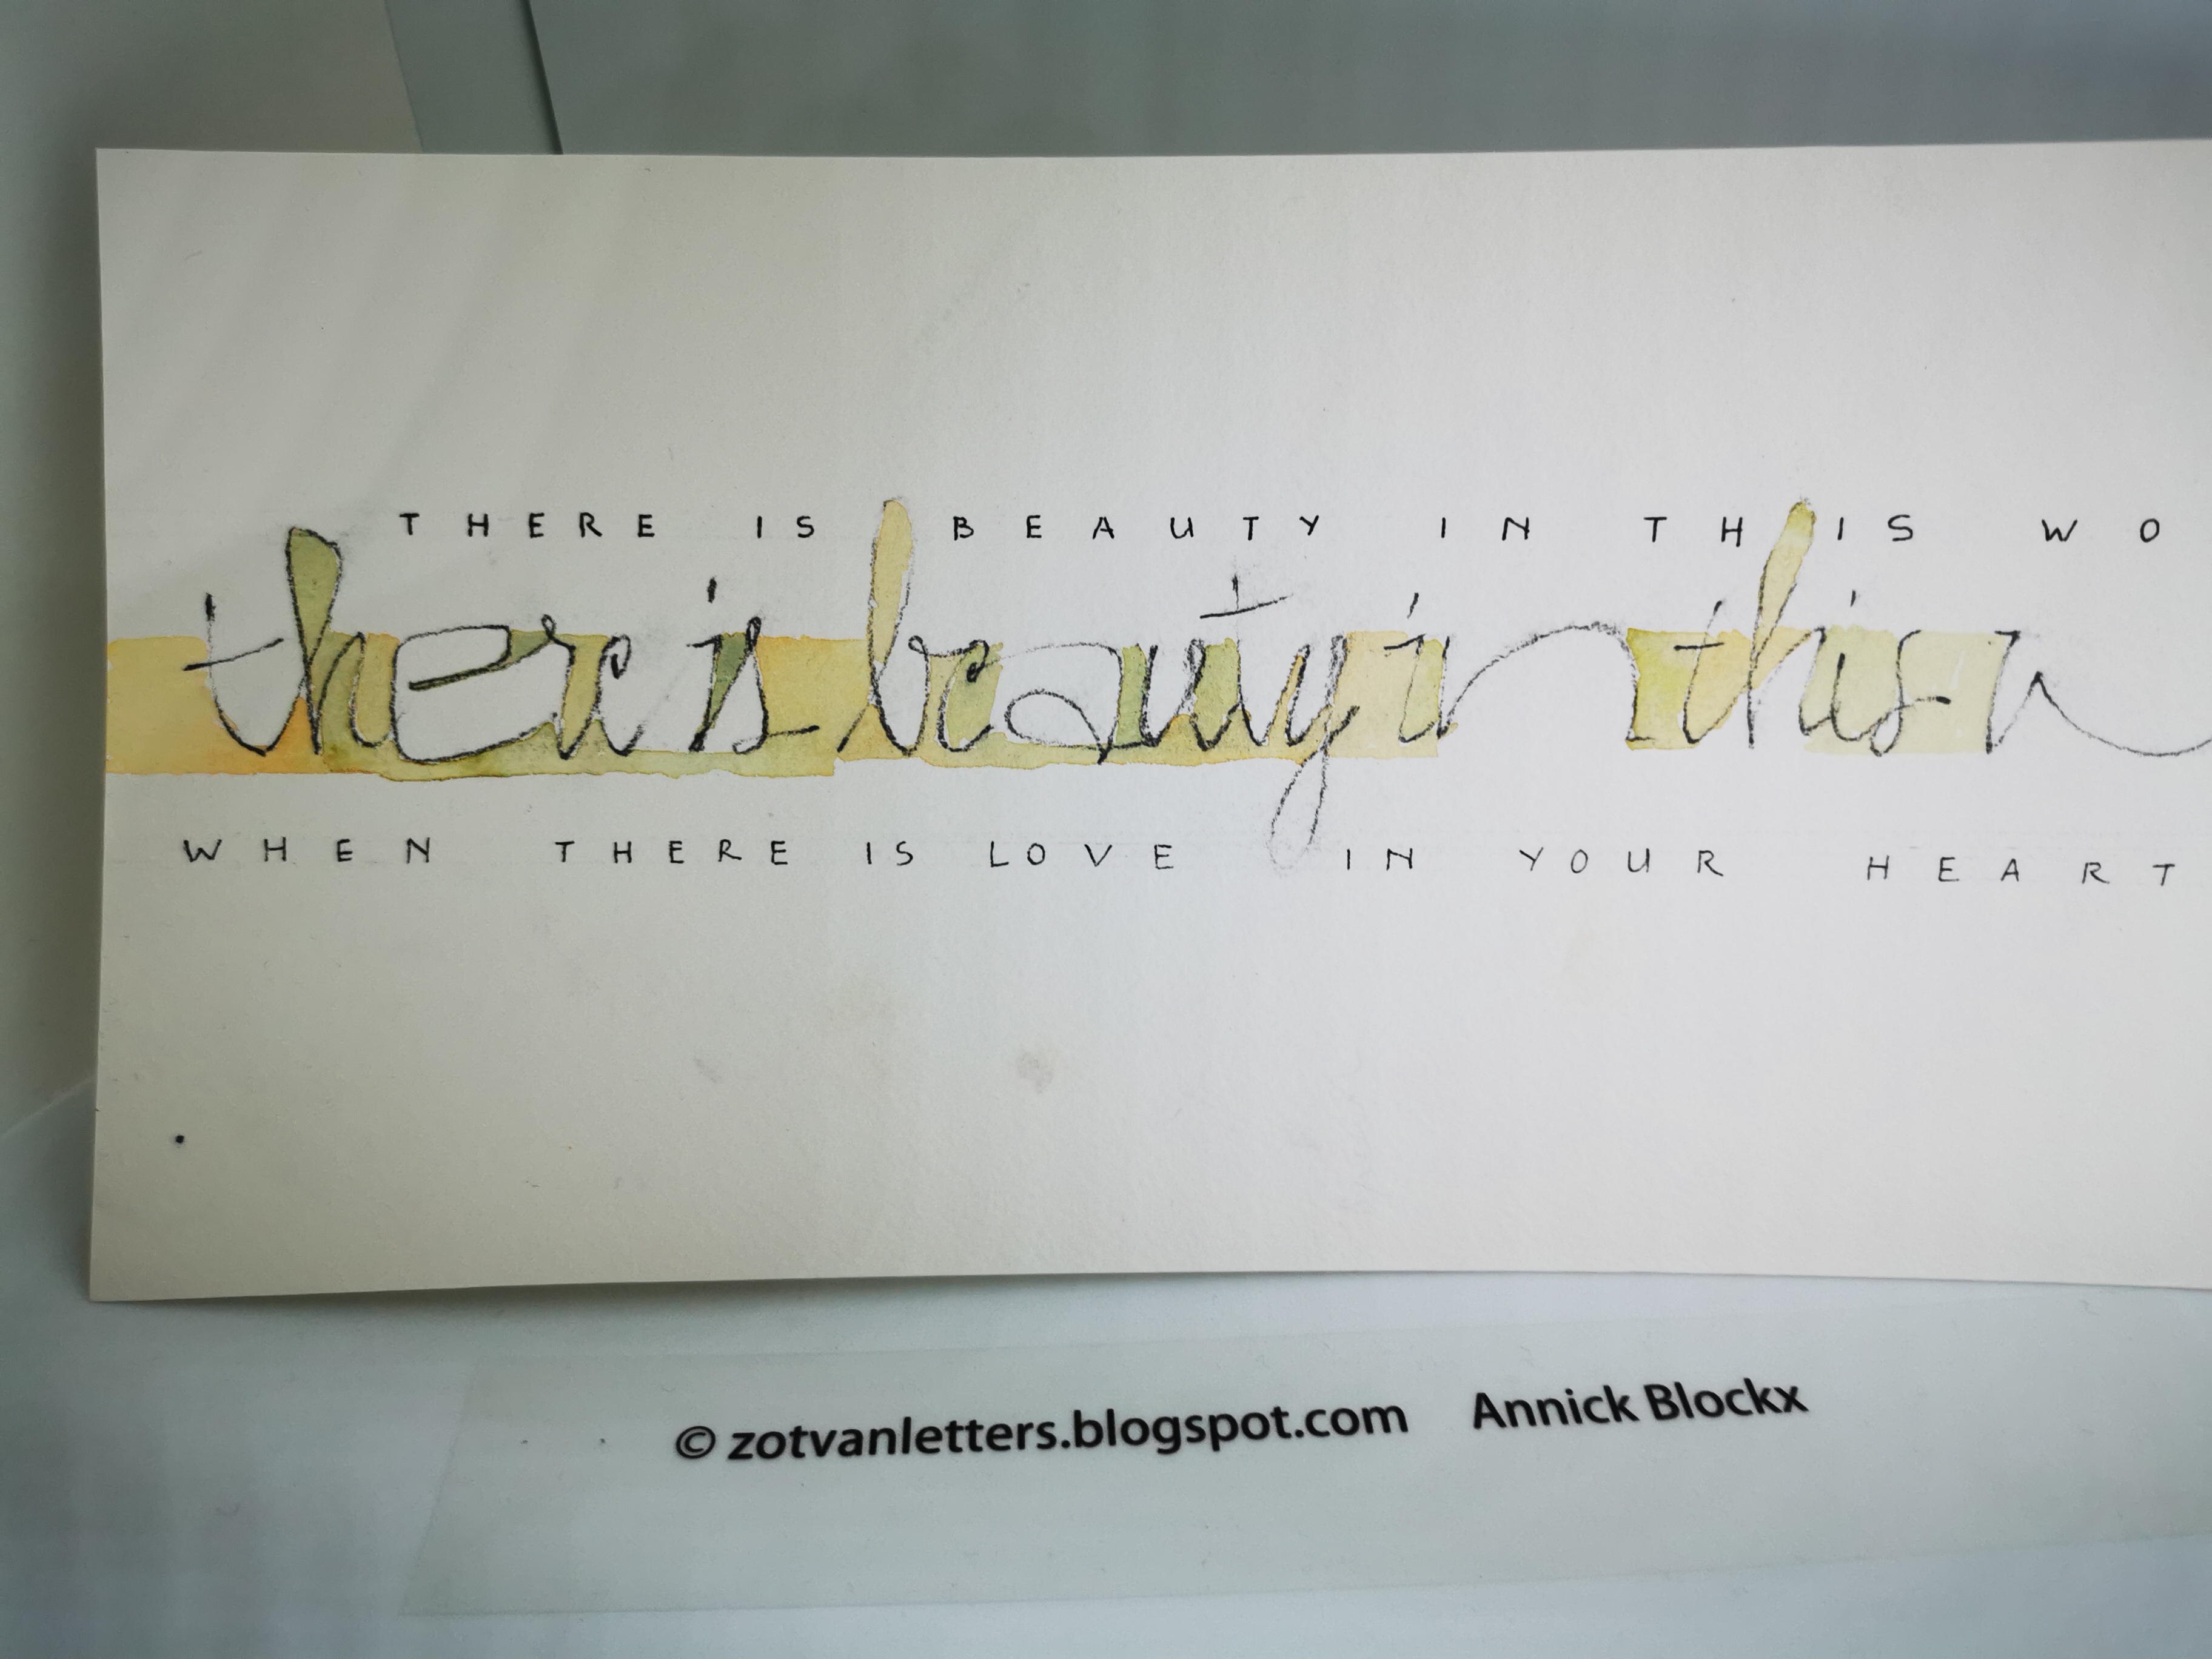 THERE IS BEAUTY IN THIS WO
there is beauty in this w
WHEN THERE IS LOVE IN YOUR HEART
© zotvanletters.blogspot.com Annick Blockx